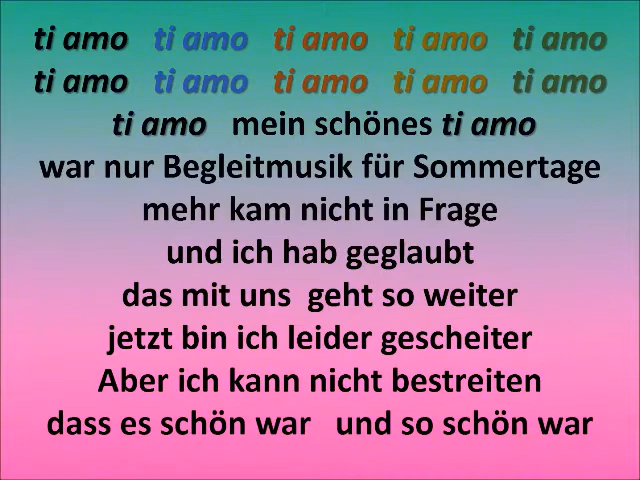 ti amo ti amo ti amo ti amo ti amo
ti amo ti amo ti amo ti amo ti amo
ti amo mein schönes ti amo
war nur Begleitmusik für Sommertage
mehr kam nicht in Frage
und ich hab geglaubt
das mit uns geht so weiter
jetzt bin ich leider gescheiter
Aber ich kann nicht bestreiten
dass es schön war und so schön war